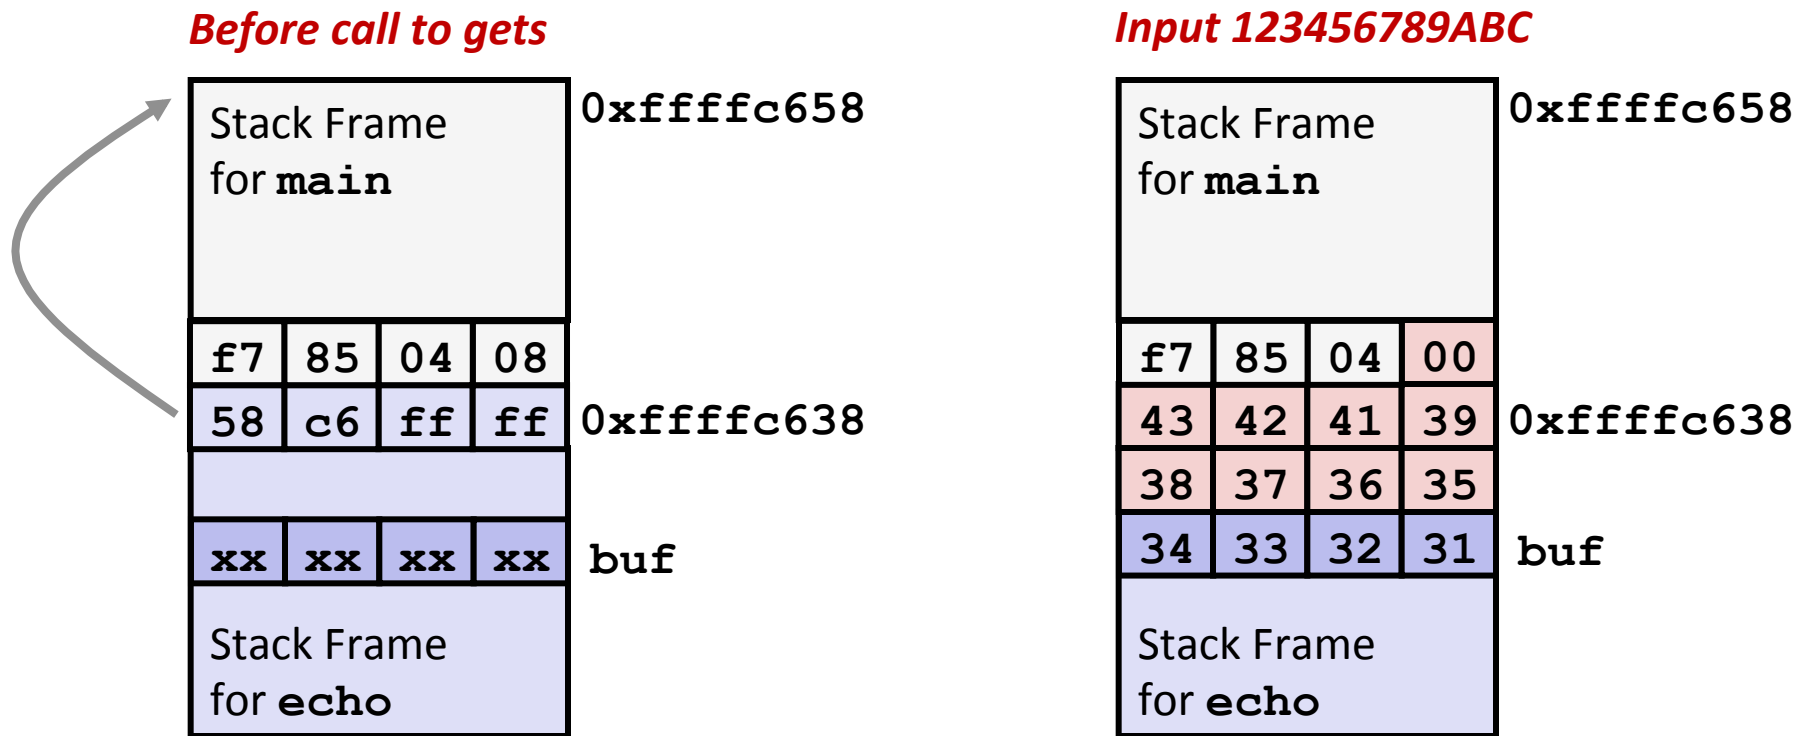 Before call to gets
Stack Frame
for main
0xffffc658
f7 85 04 08
58 c6 ff ff 0xffffc638
xx xx xx xx buf
Stack Frame
for echo
Input 123456789ABC
Stack Frame
for main
0xffffc658
f7 85 04 00
43 42 41 39 0xffffc638
38 37 36 35
34 33 32 31 buf
Stack Frame
for echo